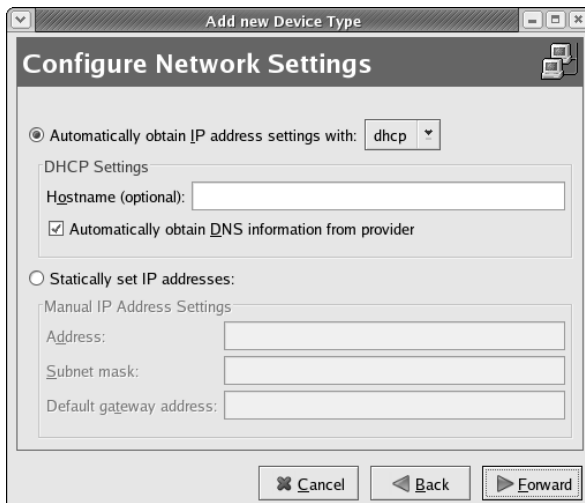 Add new Device Type
Configure Network Settings
Automatically obtain IP address settings with: dhcp
DHCP Settings
Hostname (optional):
Automatically obtain DNS information from provider
Statically set IP addresses:
Manual IP Address Settings
Address:
Subnet mask:
Default gateway address:
Cancel Back Forward